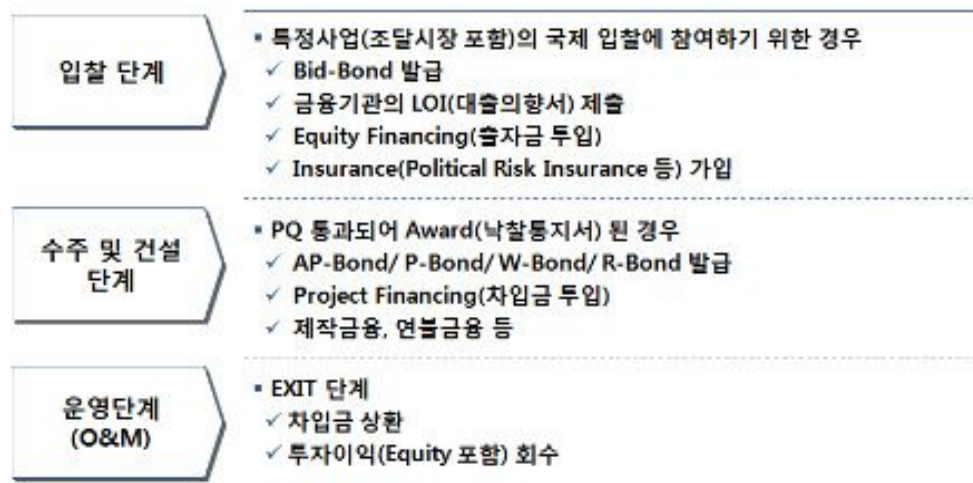 입찰 단계
▪ 특정사업(조달시장 포함)의 국제 입찰에 참여하기 위한 경우
✓ Bid-Bond 발급
✓ 금융기관의 LOI(대출의향서) 제출
✓ Equity Financing(출자금 투입)
✓ Insurance(Political Risk Insurance 등) 가입
수주 및 건설
단계
▪ PQ 통과되어 Award(낙찰통지서) 된 경우
✓ AP-Bond/ P-Bond/ W-Bond/ R-Bond 발급
✓ Project Financing(차입금 투입)
✓ 제작금융, 연불금융 등
운영단계
(O&M)
▪ EXIT 단계
✓ 차입금 상환
✓ 투자이익(Equity 포함) 회수